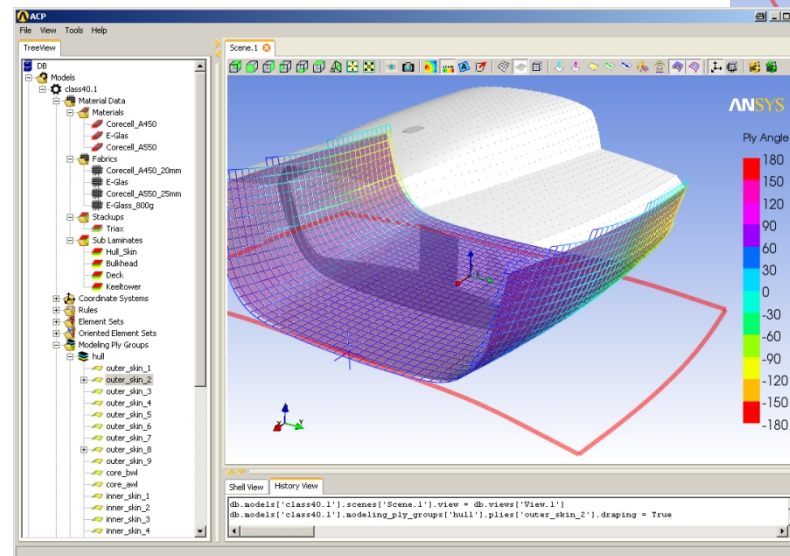 ACP
File View Tools Help
TreeView
DB
Models
class40.1
Material Data
Materials
Corecell_A450
E-Glas
Corecell_A550
Fabrics
Corecell_A450_20mm
E-Glas
Corecell_A550_25mm
E-Glass_800g
Stackups
Triax
Sub Laminates
Hull_Skin
Bulkhead
Deck
Keeltower
Coordinate Systems
Rules
Element Sets
Oriented Element Sets
Modeling Ply Groups
hull
outer_skin_1
outer_skin_2
outer_skin_3
outer_skin_4
outer_skin_5
outer_skin_6
outer_skin_7
outer_skin_8
outer_skin_9
core_bwl
core_awl
inner_skin_1
inner_skin_2
inner_skin_3
inner_skin_4
Scene.1
ANSYS
Ply Angle
180
150
120
90
60
30
0
-30
-60
-90
-120
-150
-180
Shell View History View
db.models['class40.1'].scenes['Scene.1'].view = db.views['View.1']
db.models['class40.1'].modeling_ply_groups['hull'].plies['outer_skin_2'].draping = True